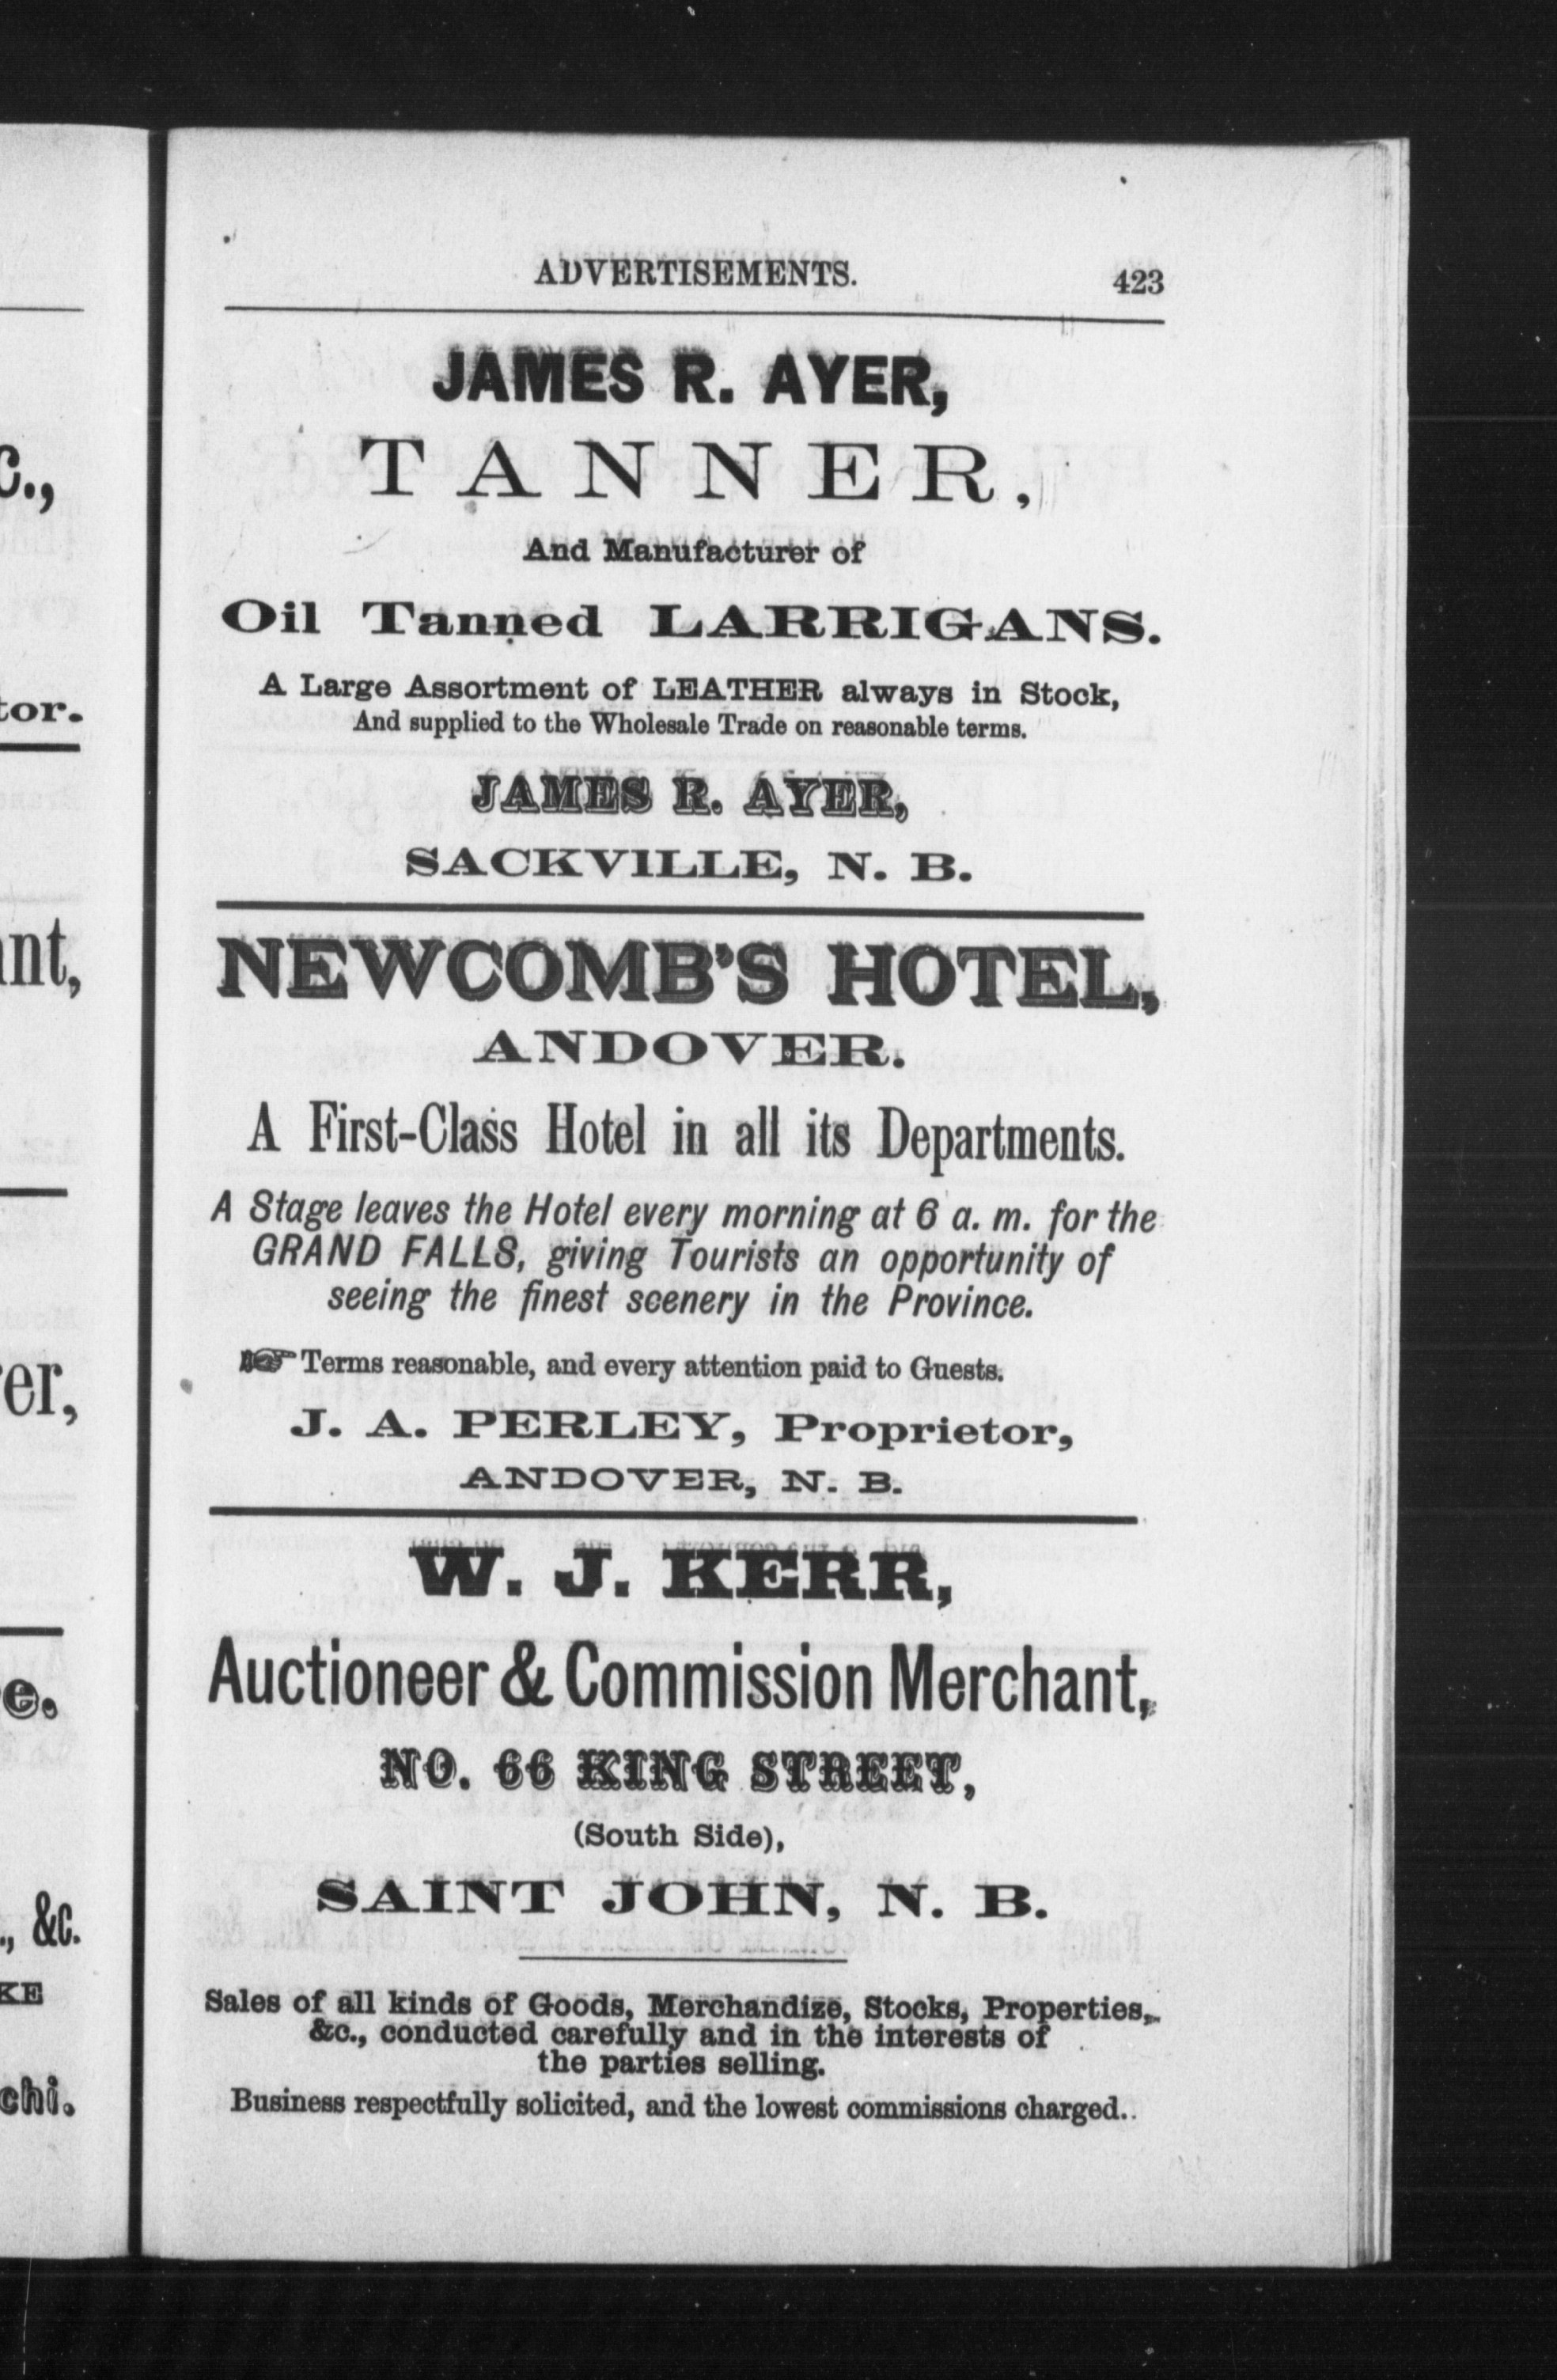 ADVERTISEMENTS. 423
JAMES R. AYER,
TANNER,
And Manufacturer of
Oil Tanned LARRIGANS.
A Large Assortment of LEATHER always in Stock,
And supplied to the Wholesale Trade on reasonable terms.
JAMES R. AYER,
SACKVILLE, N. B.
NEWCOMB'S HOTEL,
ANDOVER.
A First-Class Hotel in all its Departments.
A Stage leaves the Hotel every morning at 6 a. m. for the
GRAND FALLS, giving Tourists an opportunity of
seeing the finest scenery in the Province.
☞ Terms reasonable, and every attention paid to Guests.
J. A. PERLEY, Proprietor,
ANDOVER, N. B.
W. J. KERR,
Auctioneer & Commission Merchant,
NO. 66 KING STREET,
(South Side),
SAINT JOHN, N. B.
Sales of all kinds of Goods, Merchandize, Stocks, Properties,
&c., conducted carefully and in the interests of
the parties selling.
Business respectfully solicited, and the lowest commissions charged.